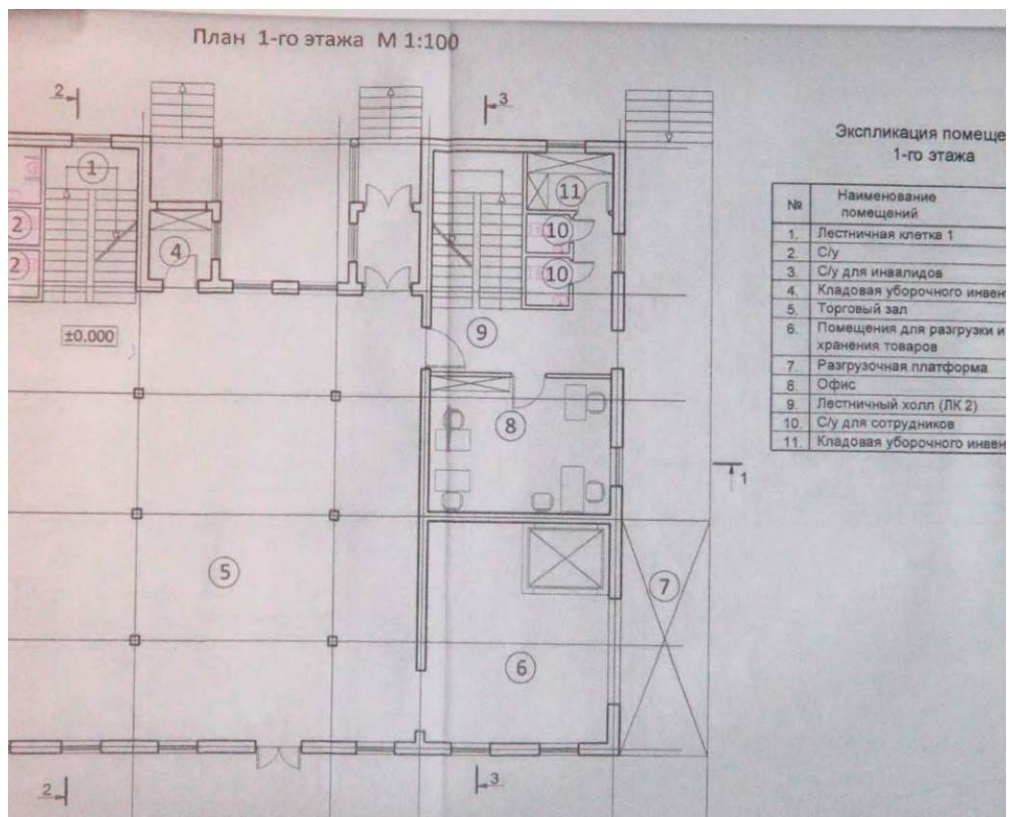 План 1-го этажа М 1:100
2
3
Экспликация помеще
1-го этажа
№
Наименование
помещений
1. Лестничная клетка 1
2. С/у
3. С/у для инвалидов
4. Кладовая уборочного инвен
5. Торговый зал
6. Помещения для разгрузки и
хранения товаров
7. Разгрузочная платформа
8. Офис
9. Лестничный холл (ЛК 2)
10. С/у для сотрудников
11. Кладовая уборочного инвен
1
11
2
10
4
2
10
±0.000
9
8
1
5
7
6
2
3